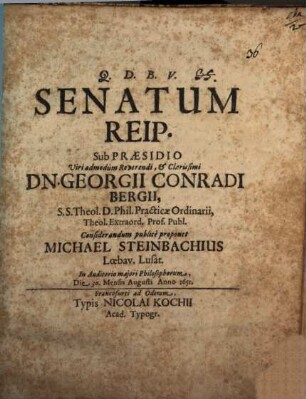 36
Q. D. B. V.
SENATUM
REIP.
Sub PRÆSIDIO
Viri admodùm Reverendi, & Clarissimi
DN. GEORGII CONRADI
BERGII,
S.S. Theol. D. Phil. Practicæ Ordinarii,
Theol. Extraord. Prof. Publ.
Considerandum publicè proponet
MICHAEL STEINBACHIUS
Lœbav. Lusat.
In Auditorio majori Philosophorum,
Die 30. Mensis Augusti Anno 1651.
Francofurti ad Oderam,
Typis NICOLAI KOCHII
Acad. Typogr.